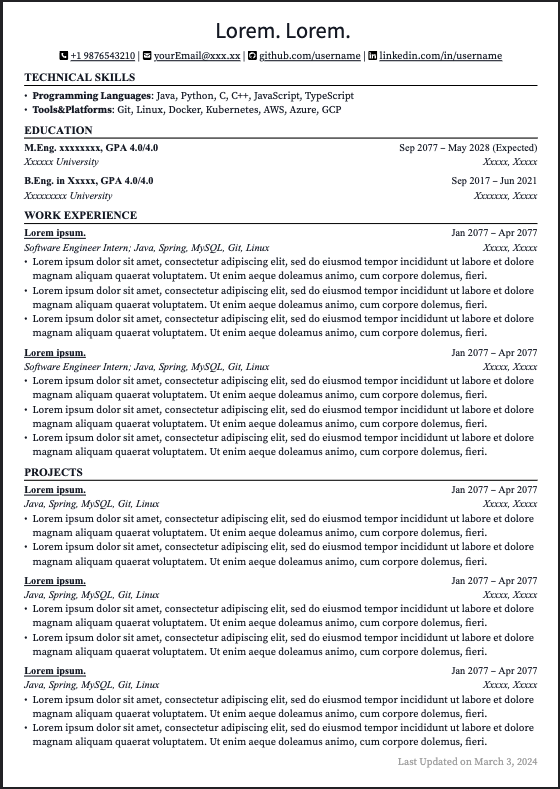 Lorem. Lorem.
+1 9876543210 | yourEmail@xxx.xx | github.com/username | linkedin.com/in/username
TECHNICAL SKILLS
• Programming Languages: Java, Python, C, C++, JavaScript, TypeScript
• Tools&Platforms: Git, Linux, Docker, Kubernetes, AWS, Azure, GCP
EDUCATION
M.Eng. xxxxxxxx, GPA 4.0/4.0 Sep 2077 – May 2028 (Expected)
Xxxxxx University Xxxxx, Xxxxx
B.Eng. in Xxxxx, GPA 4.0/4.0 Sep 2017 – Jun 2021
Xxxxxxxxx University Xxxxxxx, Xxxxx
WORK EXPERIENCE
Lorem ipsum. Jan 2077 – Apr 2077
Software Engineer Intern; Java, Spring, MySQL, Git, Linux Xxxxx, Xxxxx
• Lorem ipsum dolor sit amet, consectetur adipiscing elit, sed do eiusmod tempor incididunt ut labore et dolore
magnam aliquam quaerat voluptatem. Ut enim aeque doleamus animo, cum corpore dolemus, fieri.
• Lorem ipsum dolor sit amet, consectetur adipiscing elit, sed do eiusmod tempor incididunt ut labore et dolore
magnam aliquam quaerat voluptatem. Ut enim aeque doleamus animo, cum corpore dolemus, fieri.
• Lorem ipsum dolor sit amet, consectetur adipiscing elit, sed do eiusmod tempor incididunt ut labore et dolore
magnam aliquam quaerat voluptatem. Ut enim aeque doleamus animo, cum corpore dolemus, fieri.
Lorem ipsum. Jan 2077 – Apr 2077
Software Engineer Intern; Java, Spring, MySQL, Git, Linux Xxxxx, Xxxxx
• Lorem ipsum dolor sit amet, consectetur adipiscing elit, sed do eiusmod tempor incididunt ut labore et dolore
magnam aliquam quaerat voluptatem. Ut enim aeque doleamus animo, cum corpore dolemus, fieri.
• Lorem ipsum dolor sit amet, consectetur adipiscing elit, sed do eiusmod tempor incididunt ut labore et dolore
magnam aliquam quaerat voluptatem. Ut enim aeque doleamus animo, cum corpore dolemus, fieri.
• Lorem ipsum dolor sit amet, consectetur adipiscing elit, sed do eiusmod tempor incididunt ut labore et dolore
magnam aliquam quaerat voluptatem. Ut enim aeque doleamus animo, cum corpore dolemus, fieri.
PROJECTS
Lorem ipsum. Jan 2077 – Apr 2077
Java, Spring, MySQL, Git, Linux Xxxxx, Xxxxx
• Lorem ipsum dolor sit amet, consectetur adipiscing elit, sed do eiusmod tempor incididunt ut labore et dolore
magnam aliquam quaerat voluptatem. Ut enim aeque doleamus animo, cum corpore dolemus, fieri.
• Lorem ipsum dolor sit amet, consectetur adipiscing elit, sed do eiusmod tempor incididunt ut labore et dolore
magnam aliquam quaerat voluptatem. Ut enim aeque doleamus animo, cum corpore dolemus, fieri.
Lorem ipsum. Jan 2077 – Apr 2077
Java, Spring, MySQL, Git, Linux Xxxxx, Xxxxx
• Lorem ipsum dolor sit amet, consectetur adipiscing elit, sed do eiusmod tempor incididunt ut labore et dolore
magnam aliquam quaerat voluptatem. Ut enim aeque doleamus animo, cum corpore dolemus, fieri.
• Lorem ipsum dolor sit amet, consectetur adipiscing elit, sed do eiusmod tempor incididunt ut labore et dolore
magnam aliquam quaerat voluptatem. Ut enim aeque doleamus animo, cum corpore dolemus, fieri.
Lorem ipsum. Jan 2077 – Apr 2077
Java, Spring, MySQL, Git, Linux Xxxxx, Xxxxx
• Lorem ipsum dolor sit amet, consectetur adipiscing elit, sed do eiusmod tempor incididunt ut labore et dolore
magnam aliquam quaerat voluptatem. Ut enim aeque doleamus animo, cum corpore dolemus, fieri.
• Lorem ipsum dolor sit amet, consectetur adipiscing elit, sed do eiusmod tempor incididunt ut labore et dolore
magnam aliquam quaerat voluptatem. Ut enim aeque doleamus animo, cum corpore dolemus, fieri.
Last Updated on March 3, 2024